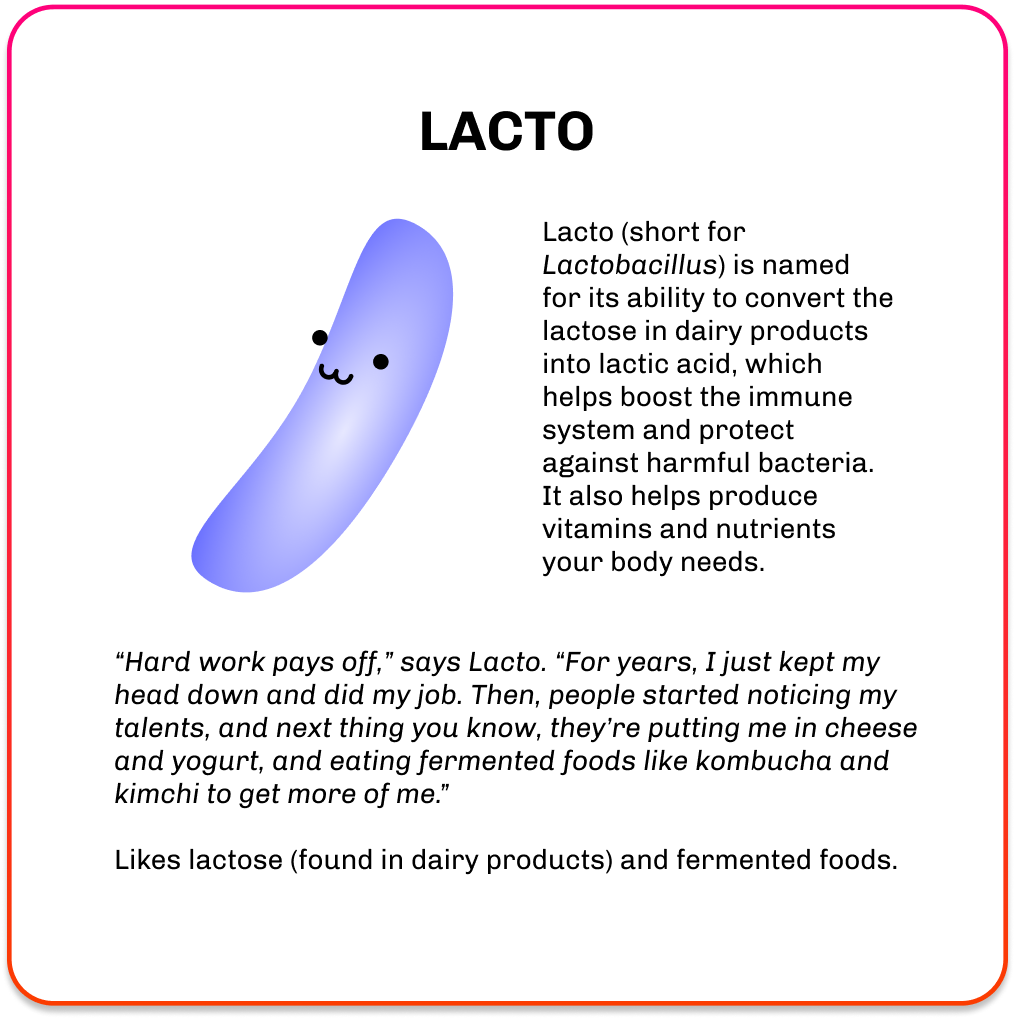 LACTO
Lacto (short for
Lactobacillus) is named
for its ability to convert the
lactose in dairy products
into lactic acid, which
helps boost the immune
system and protect
against harmful bacteria.
It also helps produce
vitamins and nutrients
your body needs.
“Hard work pays off,” says Lacto. “For years, I just kept my
head down and did my job. Then, people started noticing my
talents, and next thing you know, they’re putting me in cheese
and yogurt, and eating fermented foods like kombucha and
kimchi to get more of me.”
Likes lactose (found in dairy products) and fermented foods.